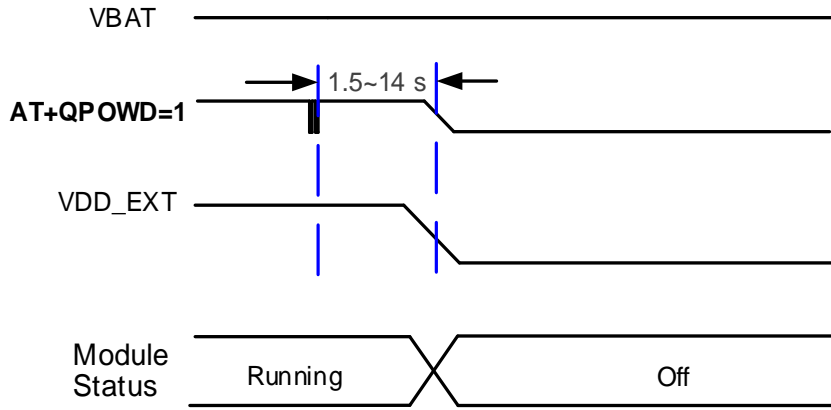 VBAT
1.5~14 s
AT+QPOWD=1
VDD_EXT
Module
Status
Running
Off